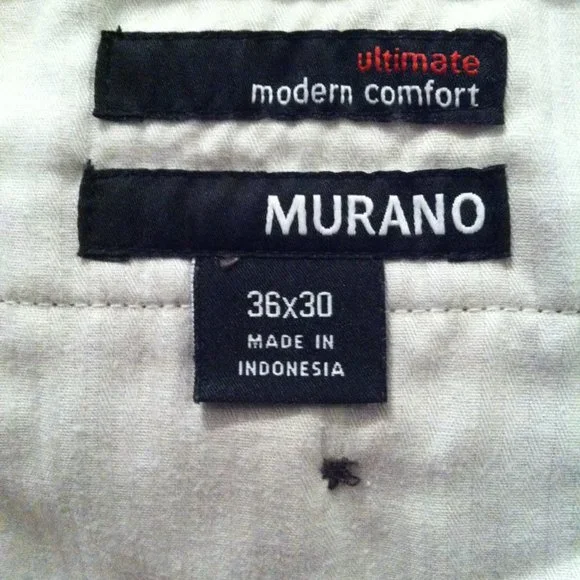 ultimate
modern comfort
MURANO
36x30
MADE IN
INDONESIA